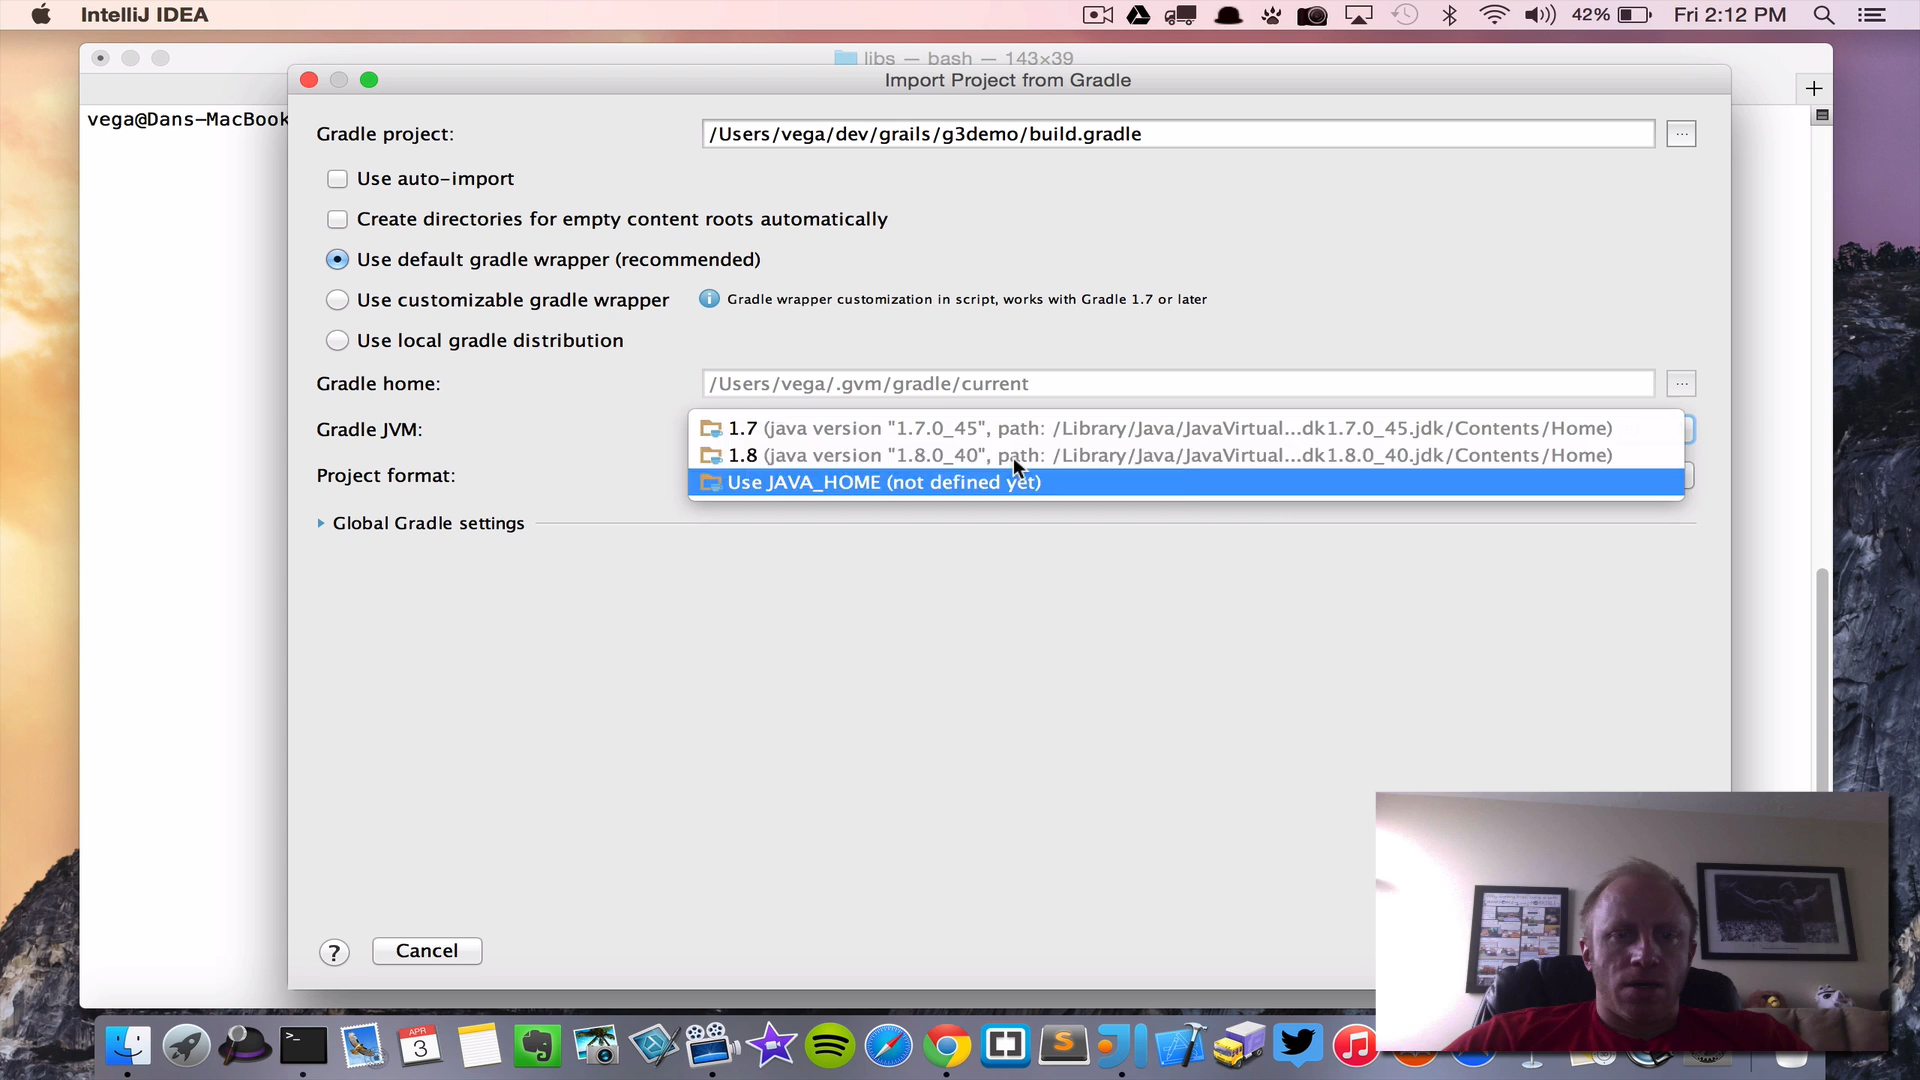 IntelliJ IDEA
42%
Fri 2:12 PM
libs — bash — 143×39
Import Project from Gradle
vega@Dans-MacBook
Gradle project:
/Users/vega/dev/grails/g3demo/build.gradle
...
Use auto-import
Create directories for empty content roots automatically
Use default gradle wrapper (recommended)
Use customizable gradle wrapper
Gradle wrapper customization in script, works with Gradle 1.7 or later
Use local gradle distribution
Gradle home:
/Users/vega/.gvm/gradle/current
...
Gradle JVM:
1.7 (java version "1.7.0_45", path: /Library/Java/JavaVirtual...dk1.7.0_45.jdk/Contents/Home)
1.8 (java version "1.8.0_40", path: /Library/Java/JavaVirtual...dk1.8.0_40.jdk/Contents/Home)
Use JAVA_HOME (not defined yet)
Project format:
Global Gradle settings
?
Cancel
APR
3